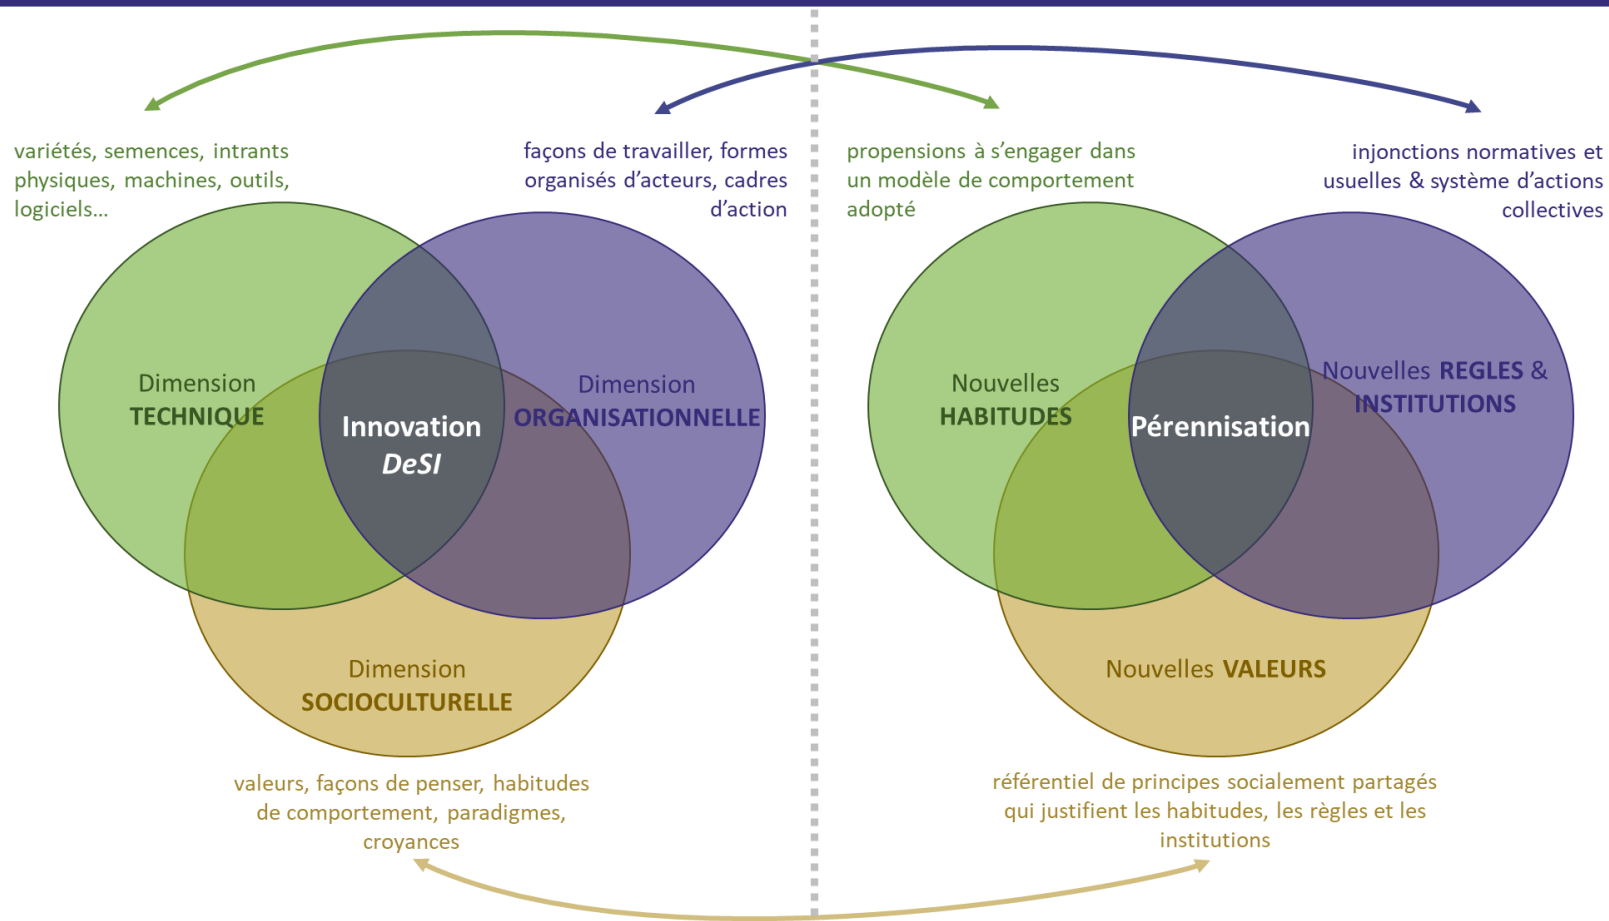 variétés, semences, intrants
physiques, machines, outils,
logiciels…
façons de travailler, formes
organisés d’acteurs, cadres
d’action
Dimension
TECHNIQUE
Innovation
DeSI
Dimension
ORGANISATIONNELLE
Dimension
SOCIOCULTURELLE
valeurs, façons de penser, habitudes
de comportement, paradigmes,
croyances
propensions à s’engager dans
un modèle de comportement
adopté
injonctions normatives et
usuelles & système d’actions
collectives
Nouvelles
HABITUDES
Pérennisation
Nouvelles REGLES &
INSTITUTIONS
Nouvelles VALEURS
référentiel de principes socialement partagés
qui justifient les habitudes, les règles et les
institutions